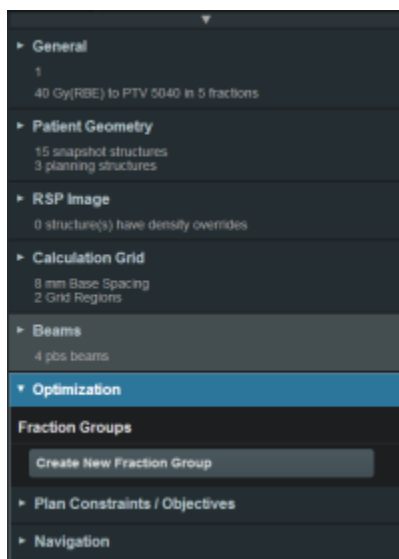 General
1
40 Gy(RBE) to PTV 5040 in 5 fractions
Patient Geometry
15 snapshot structures
3 planning structures
RSP Image
0 structure(s) have density overrides
Calculation Grid
8 mm Base Spacing
2 Grid Regions
Beams
4 pbs beams
Optimization
Fraction Groups
Create New Fraction Group
Plan Constraints / Objectives
Navigation